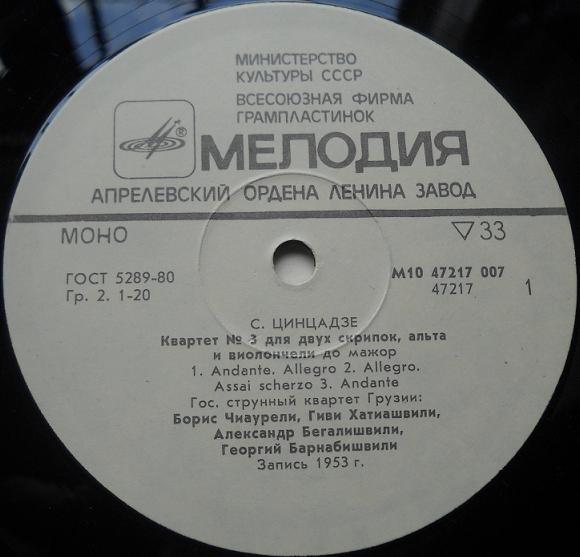 МИНИСТЕРСТВО
КУЛЬТУРЫ СССР
ВСЕСОЮЗНАЯ ФИРМА
ГРАМПЛАСТИНОК
® МЕЛОДИЯ
АПРЕЛЕВСКИЙ ОРДЕНА ЛЕНИНА ЗАВОД
МОНО ▽33
ГОСТ 5289-80 М10 47217 007
Гр. 2. 1-20 47217 1
С. ЦИНЦАДЗЕ
Квартет № 3 для двух скрипок, альта
и виолончели до мажор
1. Andante. Allegro 2. Allegro.
Assai scherzo 3. Andante
Гос. струнный квартет Грузии:
Борис Чиаурели, Гиви Хатиашвили,
Александр Бегалишвили,
Георгий Барнабишвили
Запись 1953 г.